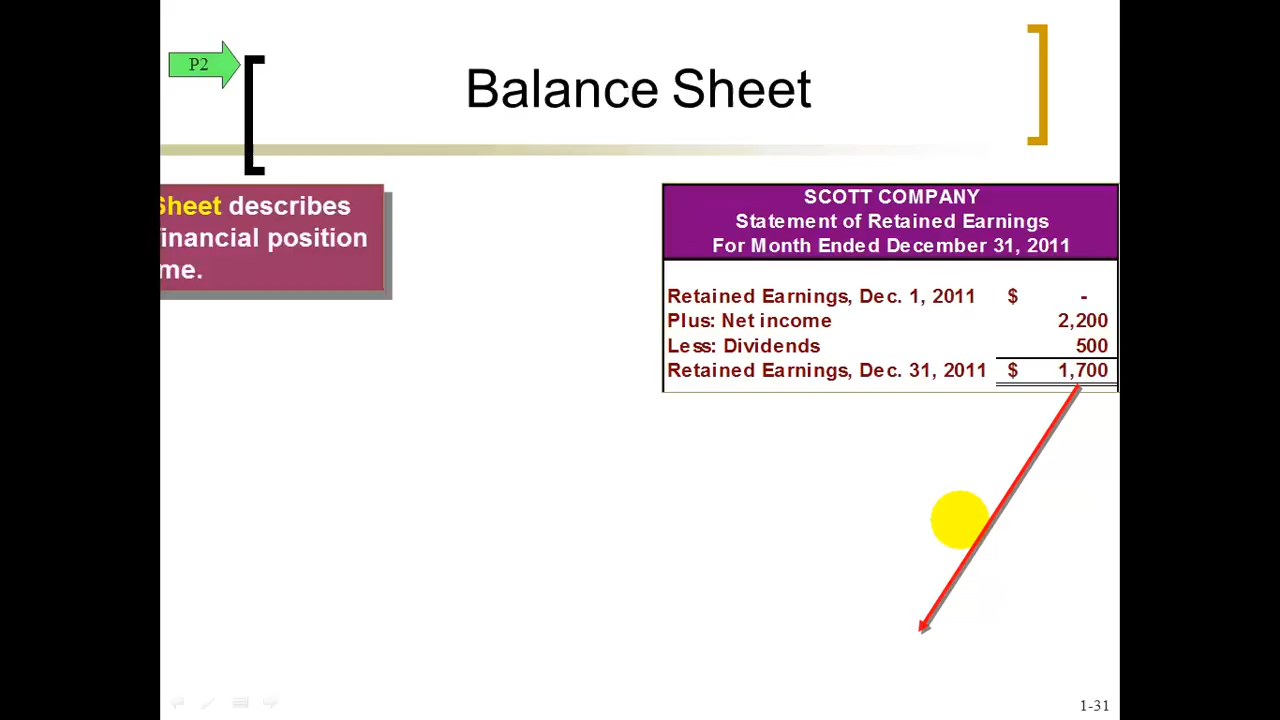 P2
Balance Sheet
Sheet describes
financial position
me.
SCOTT COMPANY
Statement of Retained Earnings
For Month Ended December 31, 2011
Retained Earnings, Dec. 1, 2011 $ -
Plus: Net income 2,200
Less: Dividends 500
Retained Earnings, Dec. 31, 2011 $ 1,700
1-31